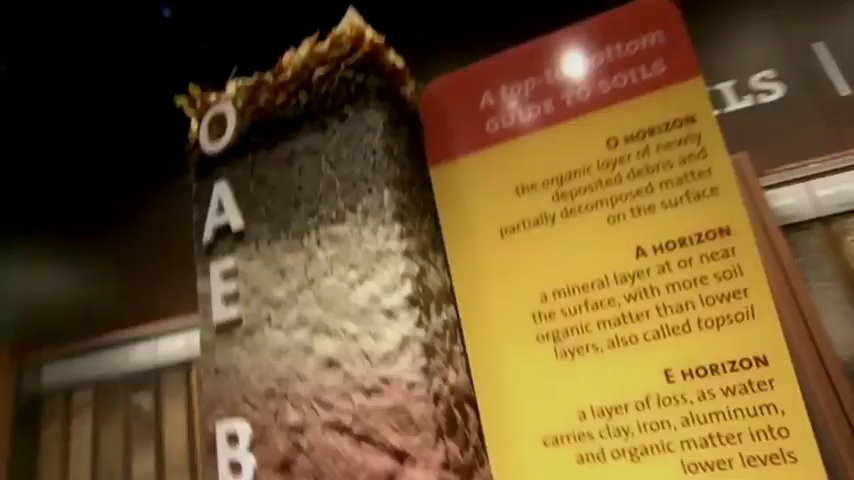 O
A
E
B
A top-to-bottom
GUIDE TO SOILS
O HORIZON
the organic layer of newly
deposited debris and
partially decomposed matter
on the surface
A HORIZON
a mineral layer at or near
the surface, with more soil
organic matter than lower
layers, also called topsoil
E HORIZON
a layer of loss, as water
carries clay, iron, aluminum,
and organic matter into
lower levels